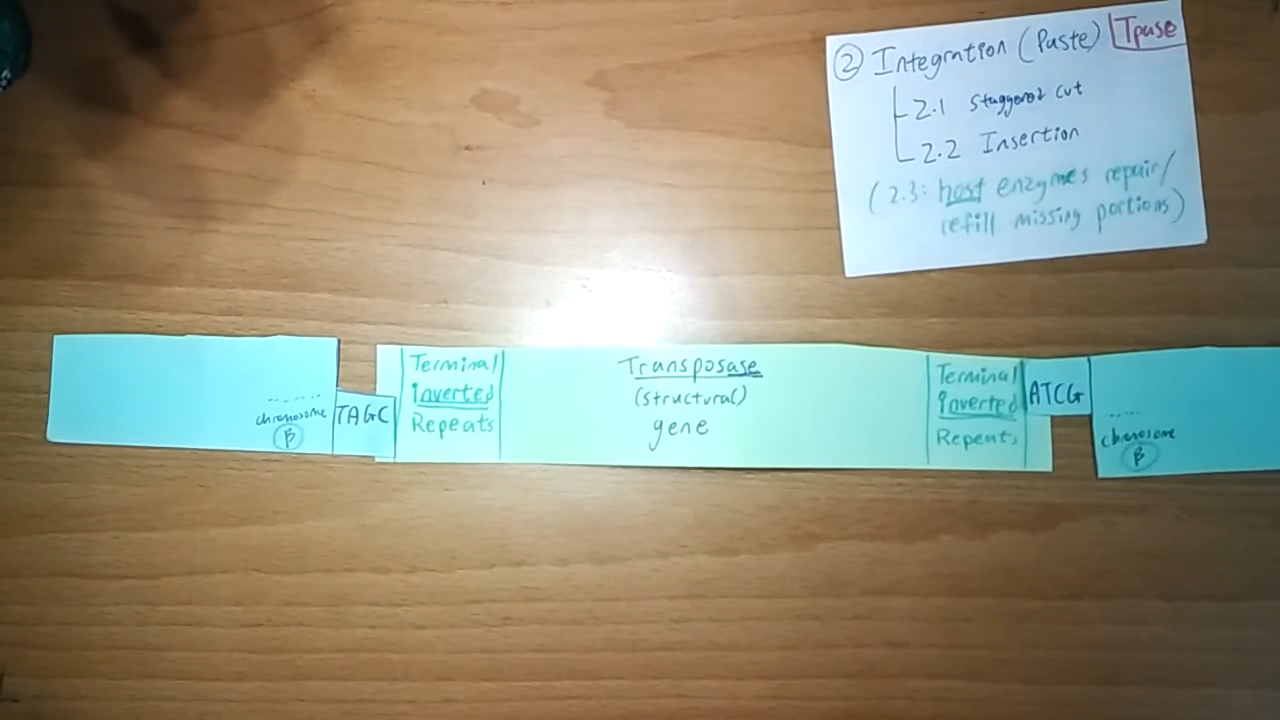 ② Integration (Paste) Tpase
2.1 staggered cut
2.2 Insertion
(2.3: host enzymes repair/
refill missing portions)
........
chromosome
β
TAGC
Terminal
Inverted
Repeats
Transposase
(structural)
gene
Terminal
Inverted
Repeats
ATCG
.....
chromosome
β